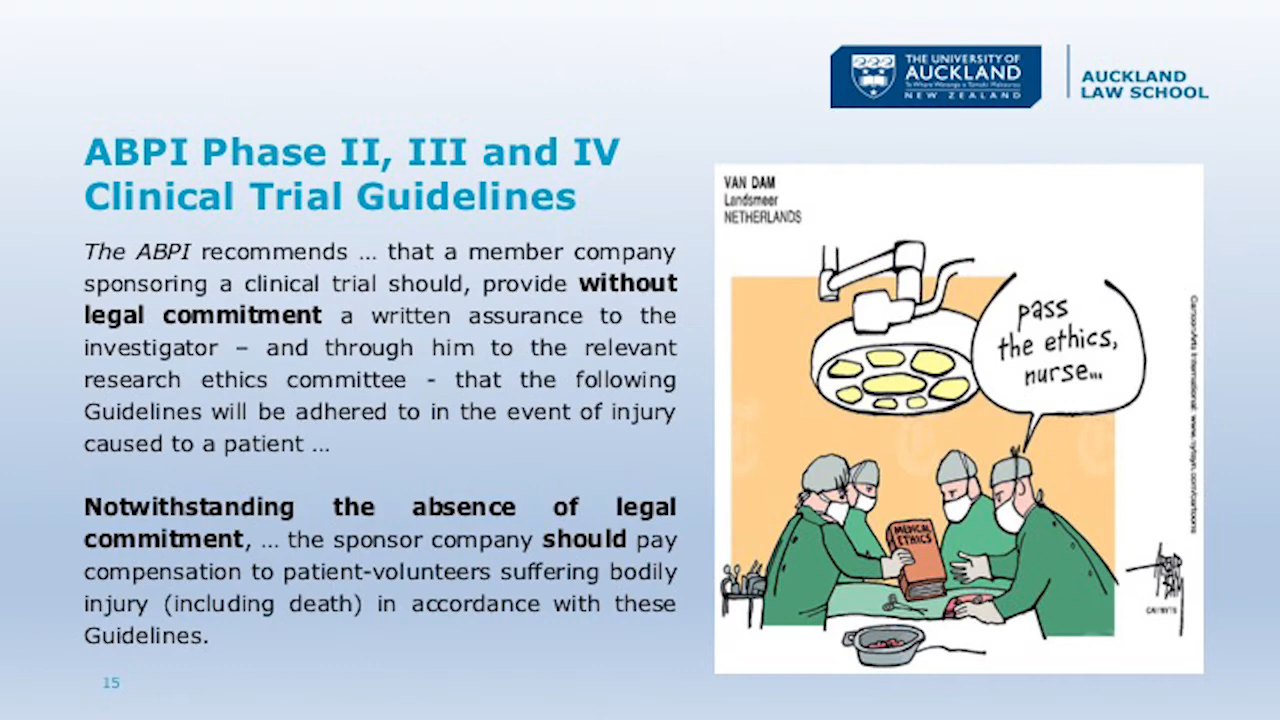 THE UNIVERSITY OF
AUCKLAND
NEW ZEALAND
AUCKLAND
LAW SCHOOL
ABPI Phase II, III and IV
Clinical Trial Guidelines
The ABPI recommends … that a member company
sponsoring a clinical trial should, provide without
legal commitment a written assurance to the
investigator – and through him to the relevant
research ethics committee - that the following
Guidelines will be adhered to in the event of injury
caused to a patient …
Notwithstanding the absence of legal
commitment, … the sponsor company should pay
compensation to patient-volunteers suffering bodily
injury (including death) in accordance with these
Guidelines.
15
VAN DAM
Landsmeer
NETHERLANDS
pass
the ethics,
nurse...
MEDICAL
ETHICS